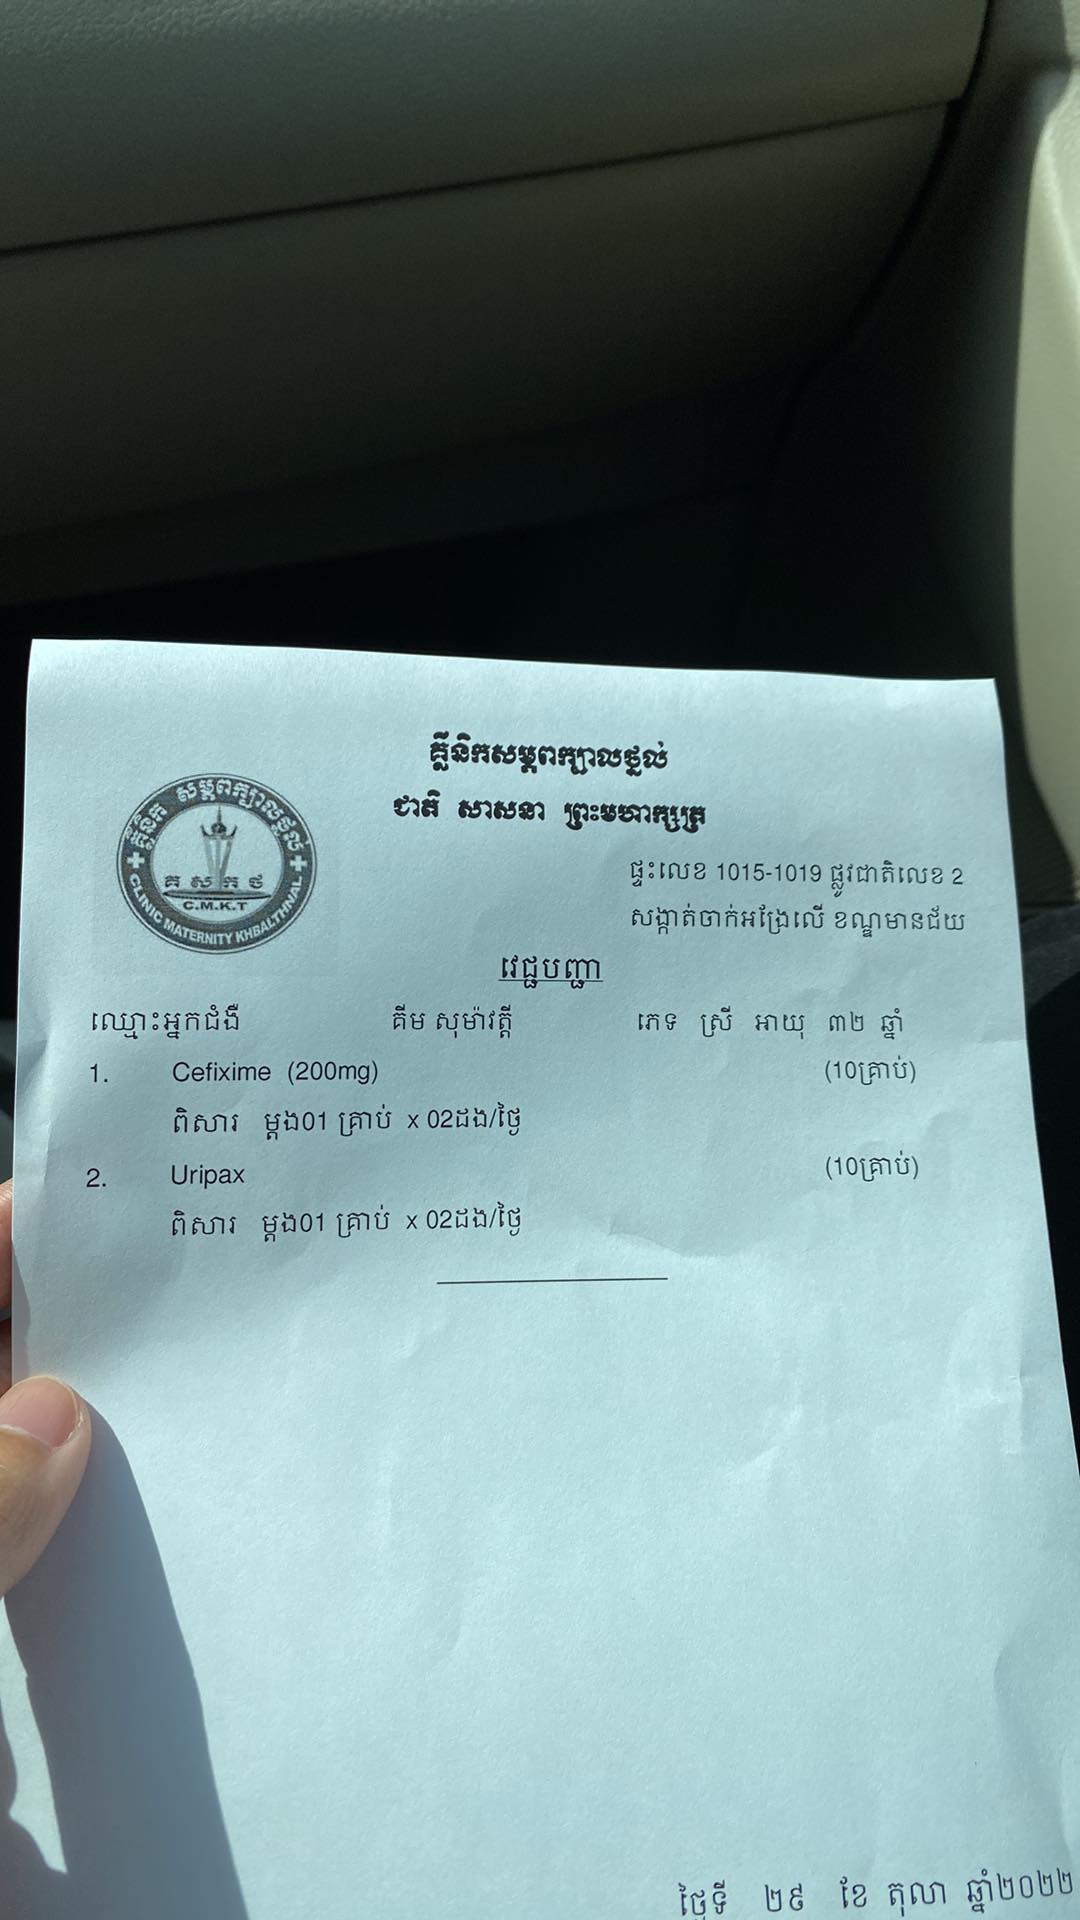 គ្លីនិកសម្ភពក្បាលថ្នល់
ជាតិ សាសនា ព្រះមហាក្សត្រ
គ្លីនិក សម្ភពក្បាលថ្នល់
គ ស ក ថ
C.M.K.T
CLINIC MATERNITY KHBALTHNAL
ផ្ទះលេខ 1015-1019 ផ្លូវជាតិលេខ 2
សង្កាត់ចាក់អង្រែលើ ខណ្ឌមានជ័យ
វេជ្ជបញ្ជា
ឈ្មោះអ្នកជំងឺ គីម សុម៉ាវត្តី ភេទ ស្រី អាយុ ៣២ ឆ្នាំ
1. Cefixime (200mg) (10គ្រាប់)
ពិសារ ម្តង01 គ្រាប់ x 02ដង/ថ្ងៃ
2. Uripax (10គ្រាប់)
ពិសារ ម្តង01 គ្រាប់ x 02ដង/ថ្ងៃ
ថ្ងៃទី ២៩ ខែ តុលា ឆ្នាំ២០២២